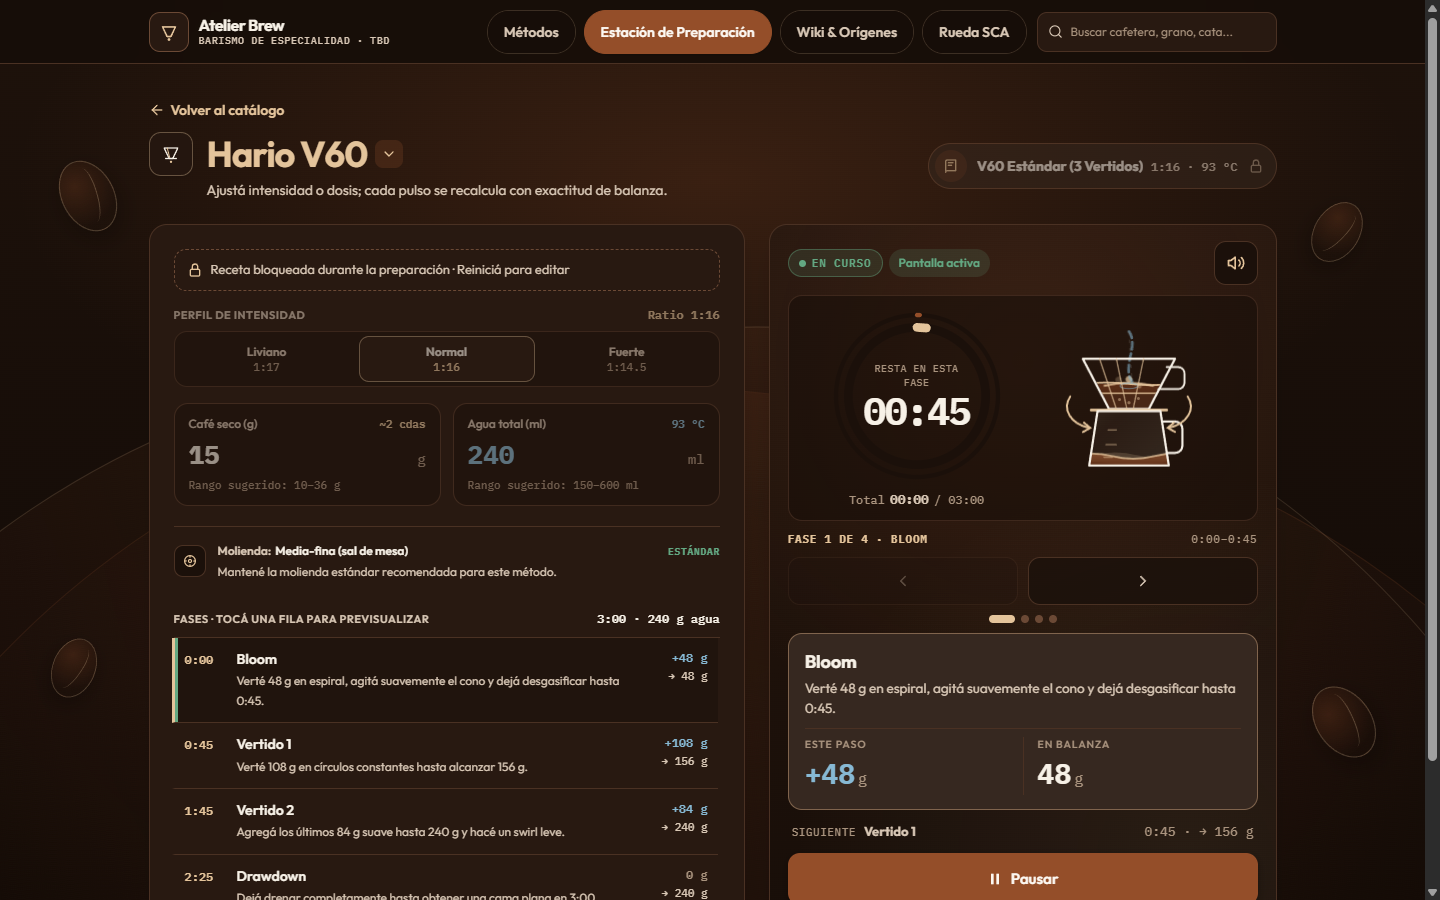 Atelier Brew
BARISMO DE ESPECIALIDAD · TBD
Métodos
Estación de Preparación
Wiki & Orígenes
Rueda SCA
Buscar cafetera, grano, cata...
← Volver al catálogo
Hario V60
Ajustá intensidad o dosis; cada pulso se recalcula con exactitud de balanza.
V60 Estándar (3 Vertidos) 1:16 · 93 °C
Receta bloqueada durante la preparación · Reiniciá para editar
PERFIL DE INTENSIDAD
Ratio 1:16
Liviano
1:17
Normal
1:16
Fuerte
1:14.5
Café seco (g)
~2 cdas
15
g
Rango sugerido: 10–36 g
Agua total (ml)
93 °C
240
ml
Rango sugerido: 150–600 ml
Molienda: Media-fina (sal de mesa)
ESTÁNDAR
Mantené la molienda estándar recomendada para este método.
FASES · TOCÁ UNA FILA PARA PREVISUALIZAR
3:00 · 240 g agua
0:00
Bloom
+48 g
Verté 48 g en espiral, agitá suavemente el cono y dejá desgasificar hasta
→ 48 g
0:45.
0:45
Vertido 1
+108 g
Verté 108 g en círculos constantes hasta alcanzar 156 g.
→ 156 g
1:45
Vertido 2
+84 g
Agregá los últimos 84 g suave hasta 240 g y hacé un swirl leve.
→ 240 g
2:25
Drawdown
0 g
Dejá drenar completamente hasta obtener una cama plana en 3:00.
→ 240 g
EN CURSO
Pantalla activa
RESTA EN ESTA
FASE
00:45
Total 00:00 / 03:00
FASE 1 DE 4 · BLOOM
0:00–0:45
Bloom
Verté 48 g en espiral, agitá suavemente el cono y dejá desgasificar hasta
0:45.
ESTE PASO
+48 g
EN BALANZA
48 g
SIGUIENTE Vertido 1
0:45 · → 156 g
Pausar